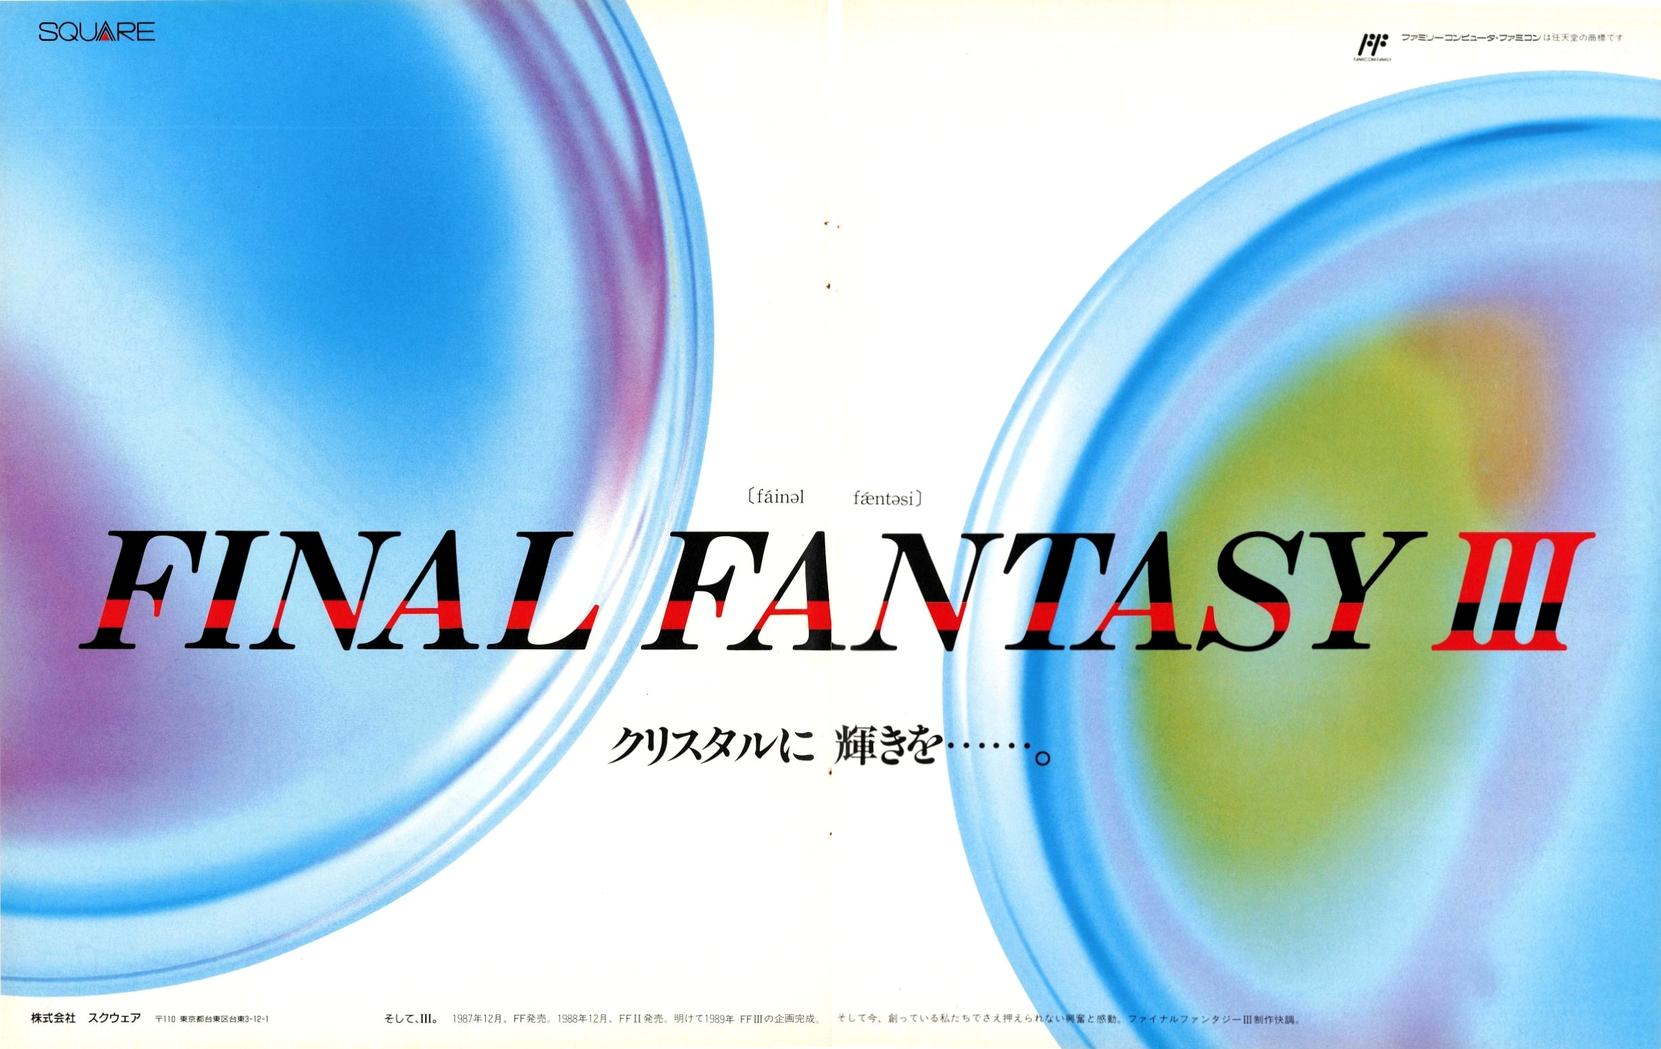 SQUARE
FAMICOM FAMILY
ファミリーコンピュータ・ファミコンは任天堂の商標です
〔fáinəl fǽntəsi〕
FINAL FANTASY III
クリスタルに 輝きを……。
株式会社 スクウェア 〒110 東京都台東区台東3-12-1
そして、III。 1987年12月、FF発売。1988年12月、FFII発売。明けて1989年 FFIIIの企画完成。 そして今、創っている私たちでさえ押えられない興奮と感動。ファイナルファンタジーIII制作快調。